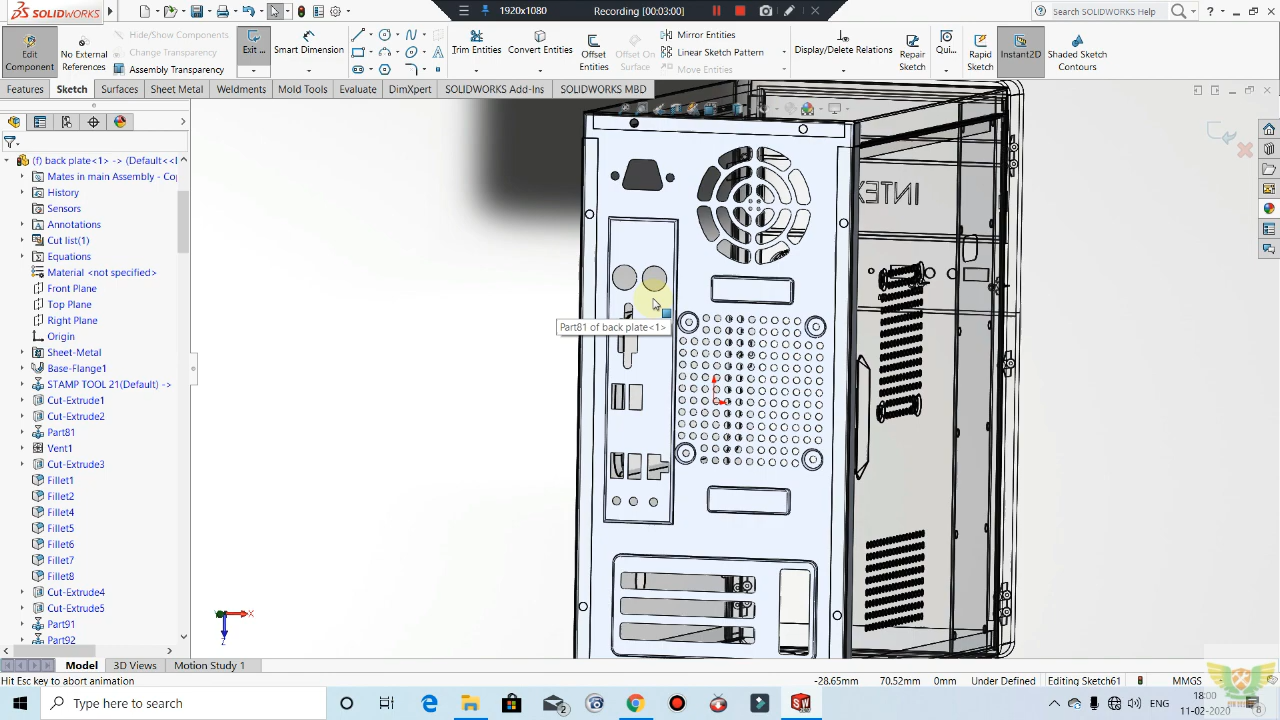 SOLIDWORKS
1920x1080
Recording [00:03:00]
Search SOLIDWORKS Help
Edit Component
No External References
Hide/Show Components
Change Transparency
Assembly Transparency
Exit ...
Smart Dimension
Trim Entities
Convert Entities
Offset Entities
Offset On Surface
Mirror Entities
Linear Sketch Pattern
Move Entities
Display/Delete Relations
Repair Sketch
Qui...
Rapid Sketch
Instant2D
Shaded Sketch Contours
Features
Sketch
Surfaces
Sheet Metal
Weldments
Mold Tools
Evaluate
DimXpert
SOLIDWORKS Add-Ins
SOLIDWORKS MBD
(f) back plate<1> -> (Default<<I
Mates in main Assembly - Co
History
Sensors
Annotations
Cut list(1)
Equations
Material <not specified>
Front Plane
Top Plane
Right Plane
Origin
Sheet-Metal
Base-Flange1
STAMP TOOL 21(Default) ->
Cut-Extrude1
Cut-Extrude2
Part81
Vent1
Cut-Extrude3
Fillet1
Fillet2
Fillet4
Fillet5
Fillet6
Fillet7
Fillet8
Cut-Extrude4
Cut-Extrude5
Part91
Part92
INTEX
Part81 of back plate<1>
X
Z
Model
3D Views
Motion Study 1
Hit Esc key to abort animation
-28.65mm
70.52mm
0mm
Under Defined
Editing Sketch61
MMGS
Type here to search
2
ENG
18:00
11-02-2020
8